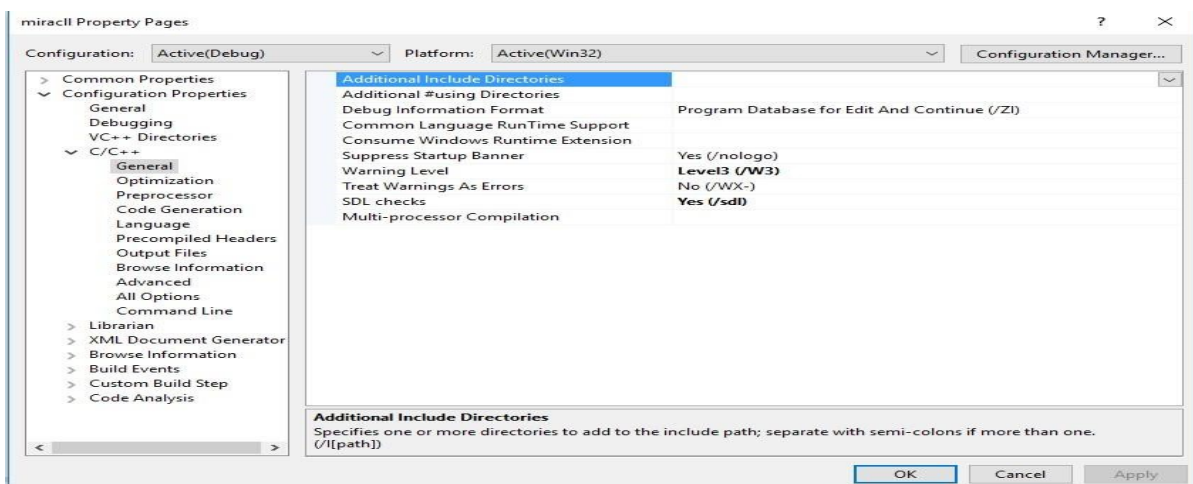 miracll Property Pages
? ×
Configuration: Active(Debug) Platform: Active(Win32) Configuration Manager...
Common Properties
Configuration Properties
General
Debugging
VC++ Directories
C/C++
General
Optimization
Preprocessor
Code Generation
Language
Precompiled Headers
Output Files
Browse Information
Advanced
All Options
Command Line
Librarian
XML Document Generator
Browse Information
Build Events
Custom Build Step
Code Analysis
Additional Include Directories
Additional #using Directories
Debug Information Format Program Database for Edit And Continue (/ZI)
Common Language RunTime Support
Consume Windows Runtime Extension
Suppress Startup Banner Yes (/nologo)
Warning Level Level3 (/W3)
Treat Warnings As Errors No (/WX-)
SDL checks Yes (/sdl)
Multi-processor Compilation
Additional Include Directories
Specifies one or more directories to add to the include path; separate with semi-colons if more than one.
(/I[path])
OK Cancel Apply